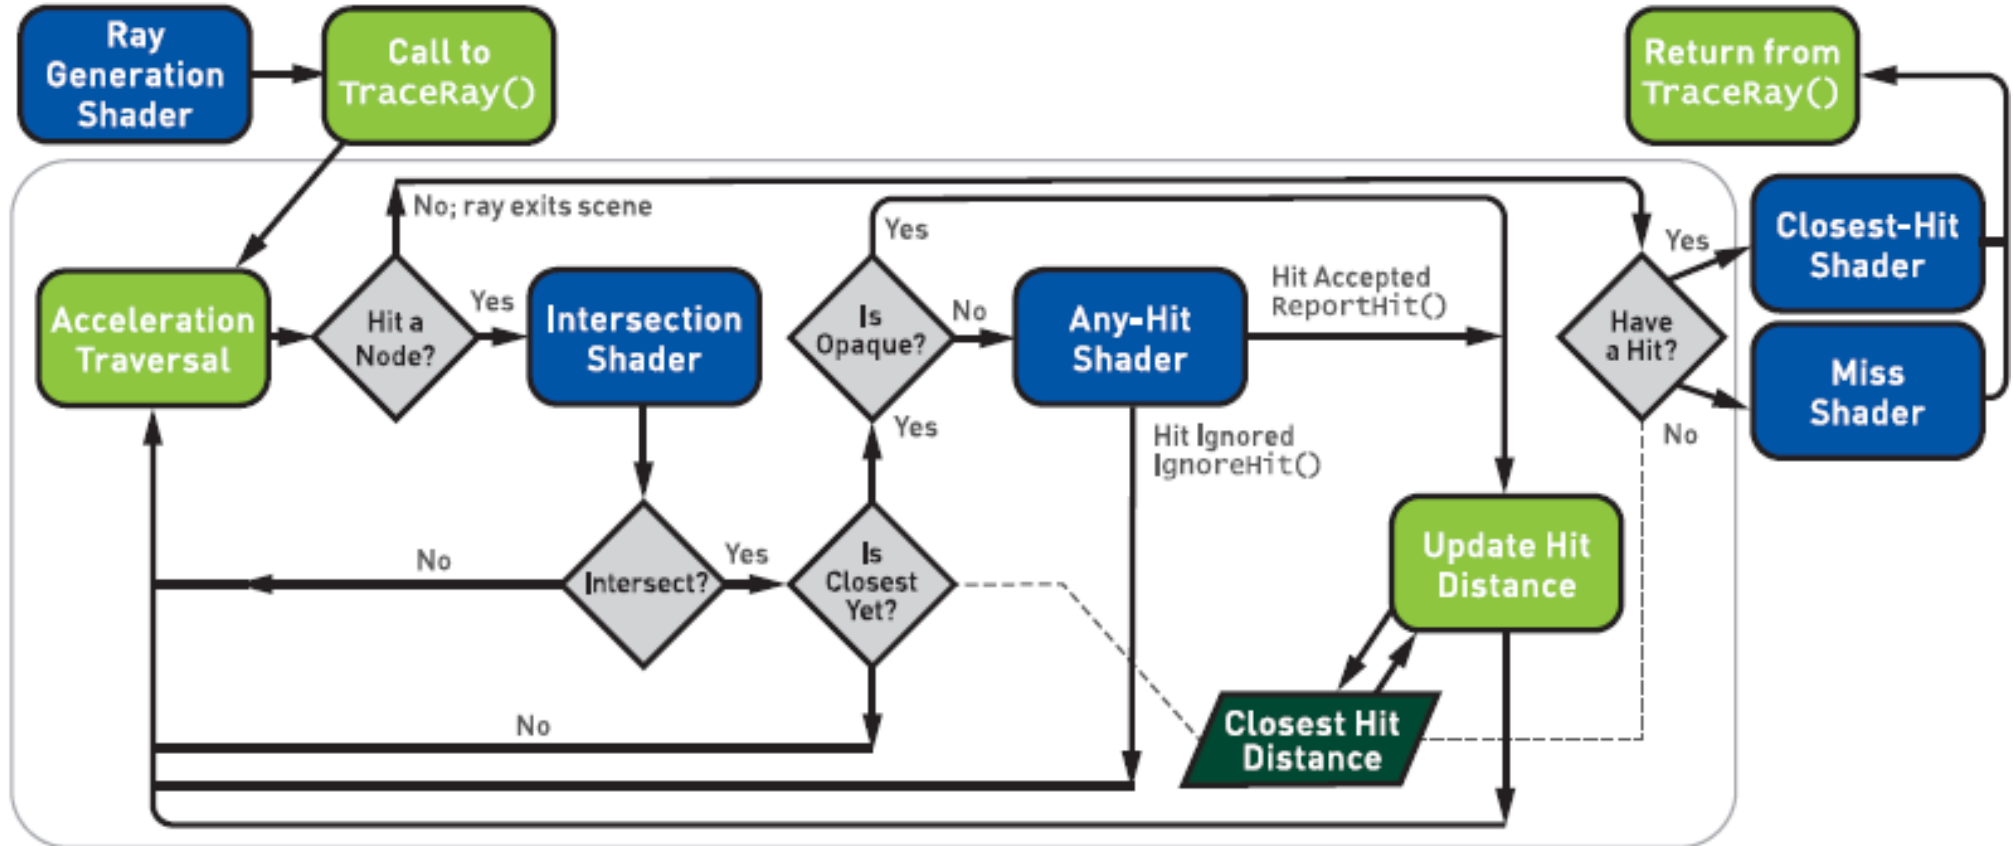 Ray
Generation
Shader
Call to
TraceRay()
Return from
TraceRay()
No; ray exits scene
Yes
Closest-Hit
Shader
Yes
Acceleration
Traversal
Hit a
Node?
Yes
Intersection
Shader
Is
Opaque?
No
Any-Hit
Shader
Hit Accepted
ReportHit()
Have
a Hit?
Miss
Shader
No
Yes
Hit Ignored
IgnoreHit()
No
Intersect?
Yes
Is
Closest
Yet?
Update Hit
Distance
No
Closest Hit
Distance